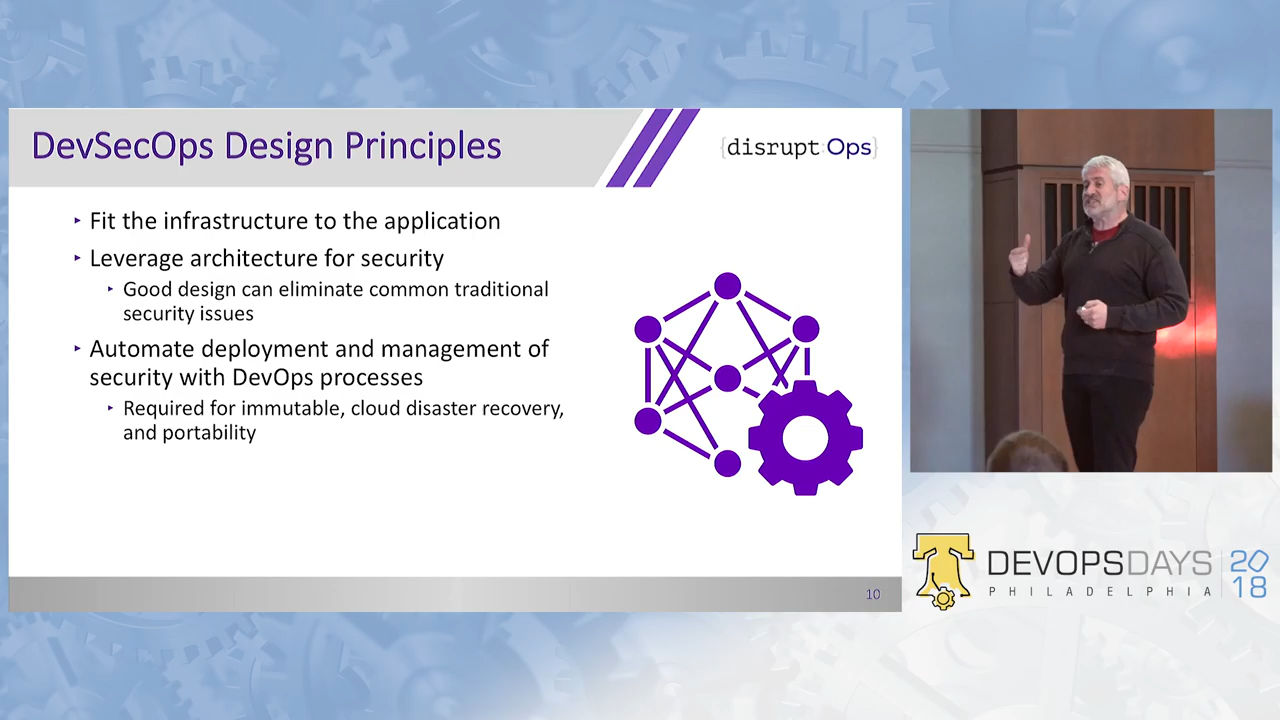 DevSecOps Design Principles
{disrupt:Ops}
‣ Fit the infrastructure to the application
‣ Leverage architecture for security
‣ Good design can eliminate common traditional
security issues
‣ Automate deployment and management of
security with DevOps processes
‣ Required for immutable, cloud disaster recovery,
and portability
10
DEVOPSDAYS
PHILADELPHIA
20
18